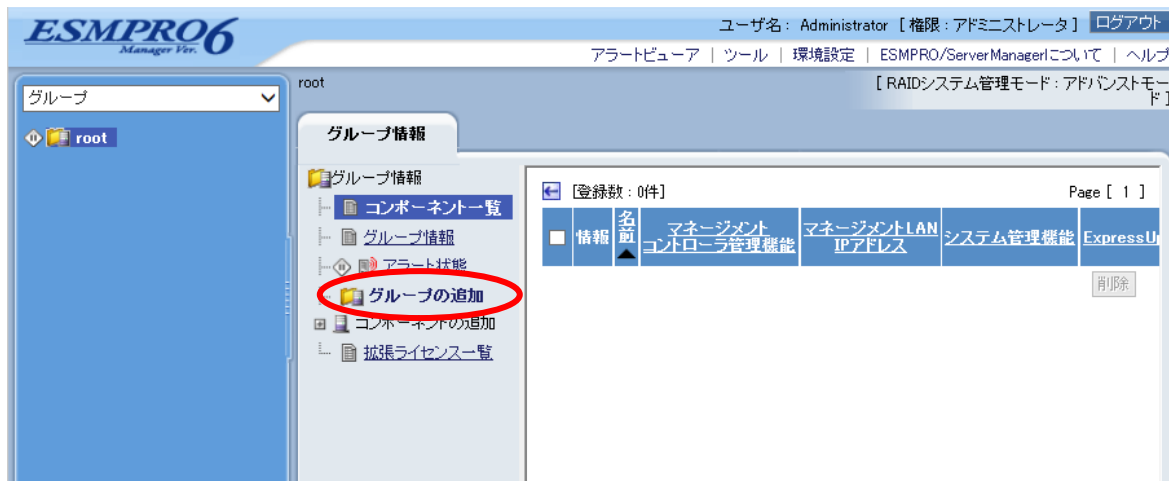 ESMPRO6
Manager Ver.
ユーザ名： Administrator [ 権限：アドミニストレータ ] ログアウト
アラートビューア | ツール | 環境設定 | ESMPRO/ServerManagerについて | ヘルプ
グループ
root
root
[ RAIDシステム管理モード：アドバンストモー
ド ]
グループ情報
グループ情報
コンポーネント一覧
グループ情報
アラート状態
グループの追加
コンポーネントの追加
拡張ライセンス一覧
[登録数：0件]
Page [ 1 ]
情報
名前▲
マネージメント
コントローラ管理機能
マネージメントLAN
IPアドレス
システム管理機能
ExpressU
削除